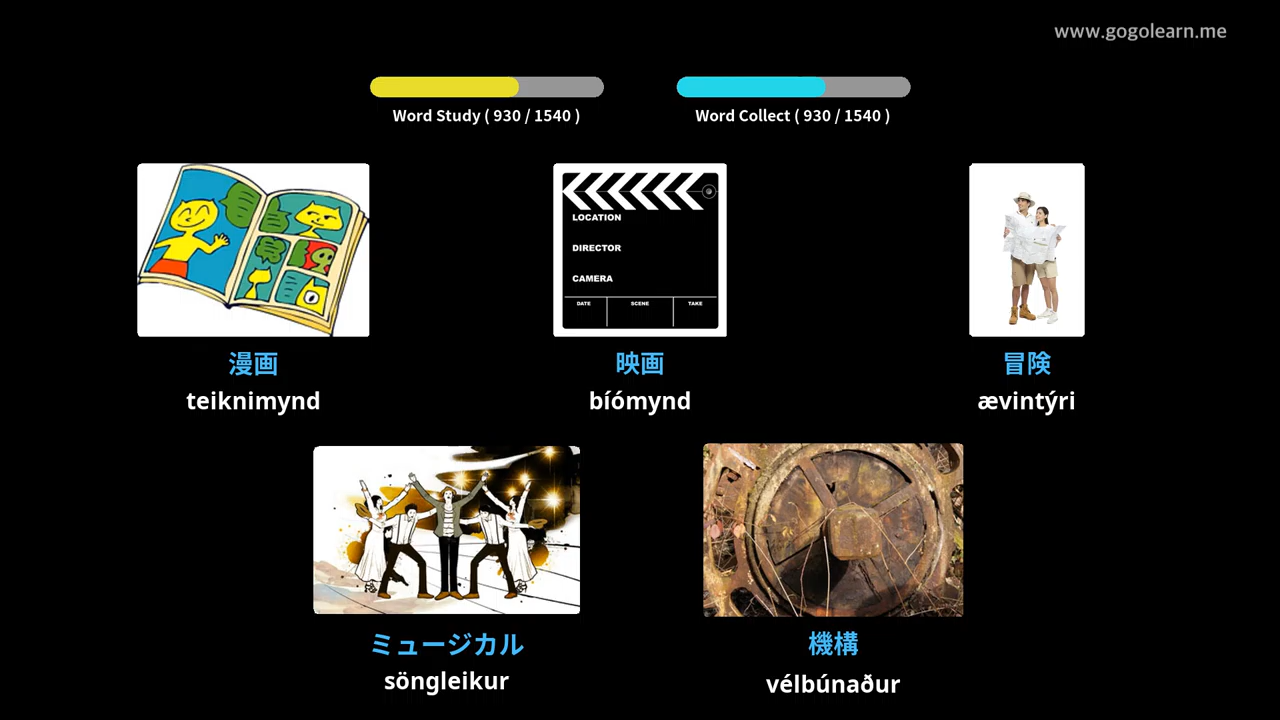 www.gogolearn.me
Word Study ( 930 / 1540 )
Word Collect ( 930 / 1540 )
LOCATION
DIRECTOR
CAMERA
DATE
SCENE
TAKE
漫画
teiknimynd
映画
bíómynd
冒険
ævintýri
ミュージカル
söngleikur
機構
vélbúnaður